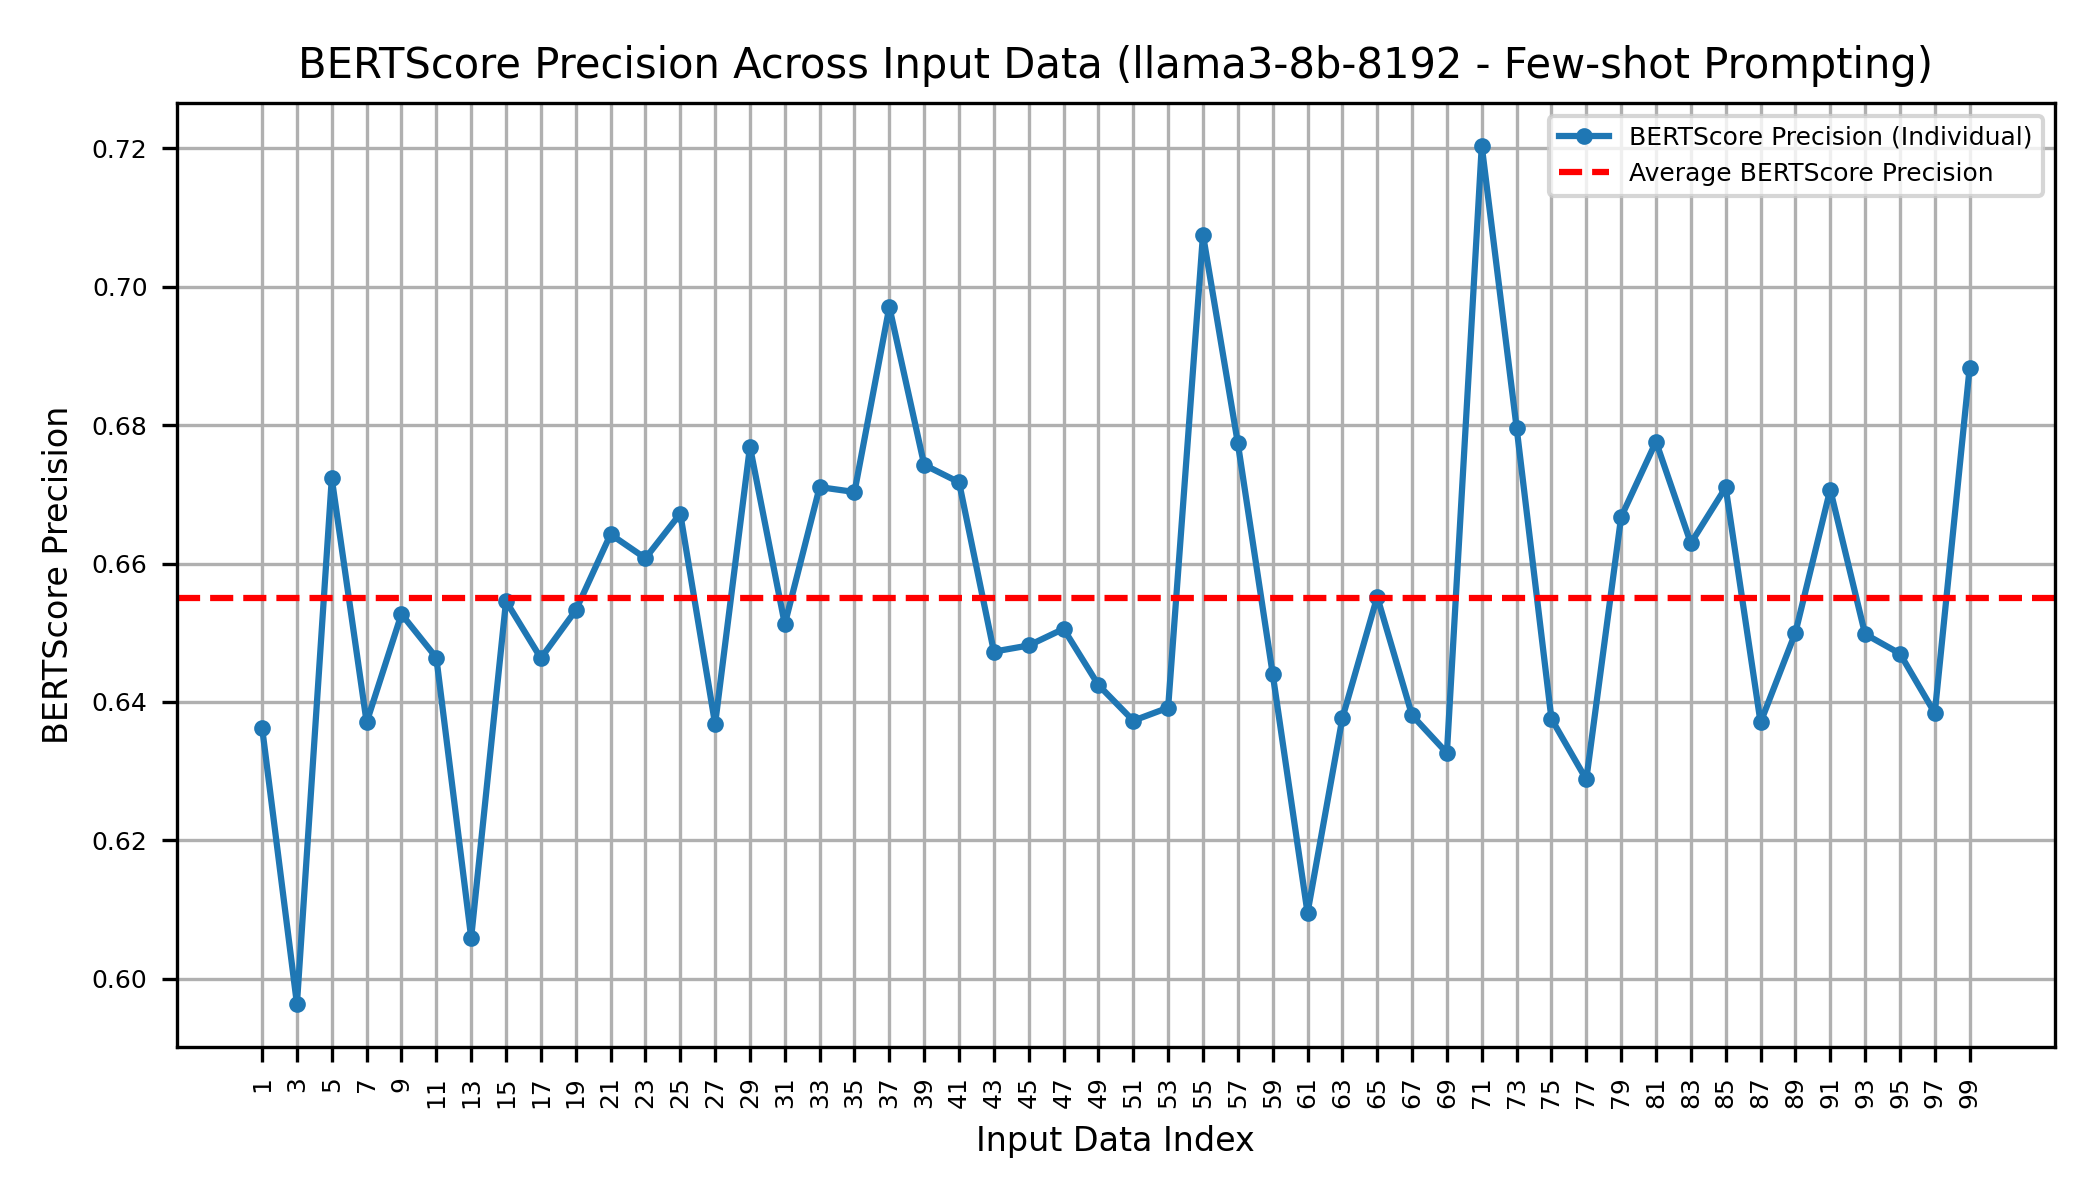 BERTScore Precision Across Input Data (llama3-8b-8192 - Few-shot Prompting)
BERTScore Precision (Individual)
Average BERTScore Precision
BERTScore Precision
0.72
0.70
0.68
0.66
0.64
0.62
0.60
1 3 5 7 9 11 13 15 17 19 21 23 25 27 29 31 33 35 37 39 41 43 45 47 49 51 53 55 57 59 61 63 65 67 69 71 73 75 77 79 81 83 85 87 89 91 93 95 97 99
Input Data Index